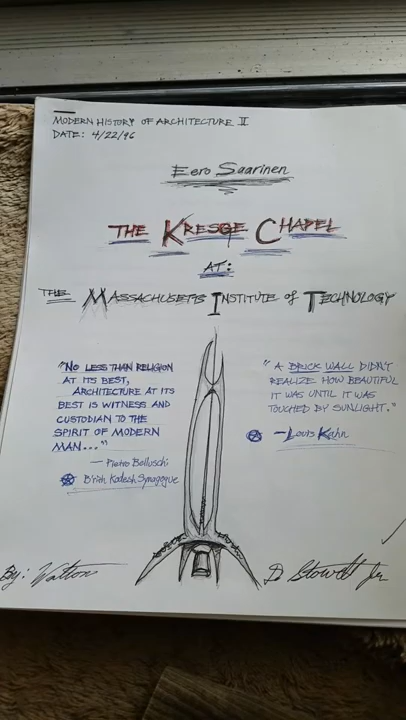 MODERN HISTORY OF ARCHITECTURE II
DATE: 4/22/96
Eero Saarinen
THE KRESGE CHAPEL
AT:
THE MASSACHUSETTS INSTITUTE of TECHNOLOGY
"NO LESS THAN RELIGION
AT ITS BEST,
ARCHITECTURE AT ITS
BEST IS WITNESS AND
CUSTODIAN TO THE
SPIRIT OF MODERN
MAN..."
— Pietro Belluschi
B'rith Kodesh Synagogue
"A BRICK WALL DIDN'T
REALIZE HOW BEAUTIFUL
IT WAS UNTIL IT WAS
TOUCHED BY SUNLIGHT."
— Louis Kahn
By: D Stowell Jr